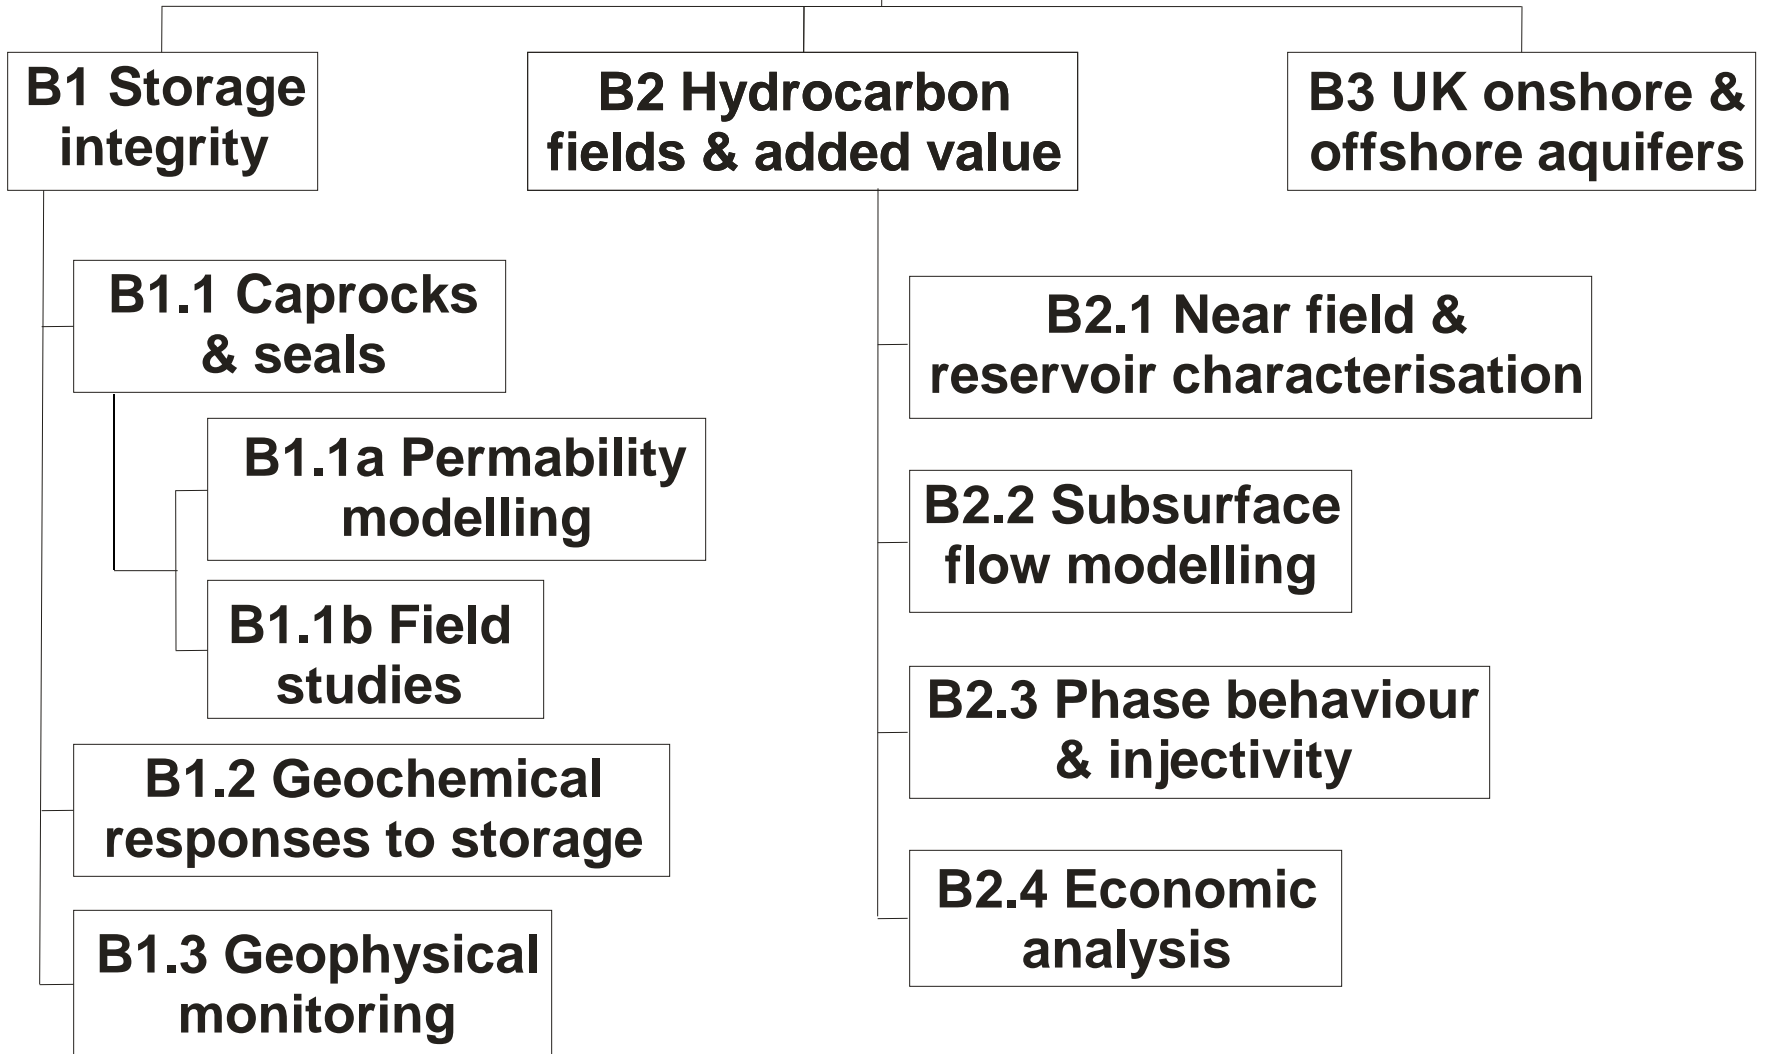 B1 Storage
integrity
B2 Hydrocarbon
fields & added value
B3 UK onshore &
offshore aquifers
B1.1 Caprocks
& seals
B1.1a Permability
modelling
B1.1b Field
studies
B1.2 Geochemical
responses to storage
B1.3 Geophysical
monitoring
B2.1 Near field &
reservoir characterisation
B2.2 Subsurface
flow modelling
B2.3 Phase behaviour
& injectivity
B2.4 Economic
analysis